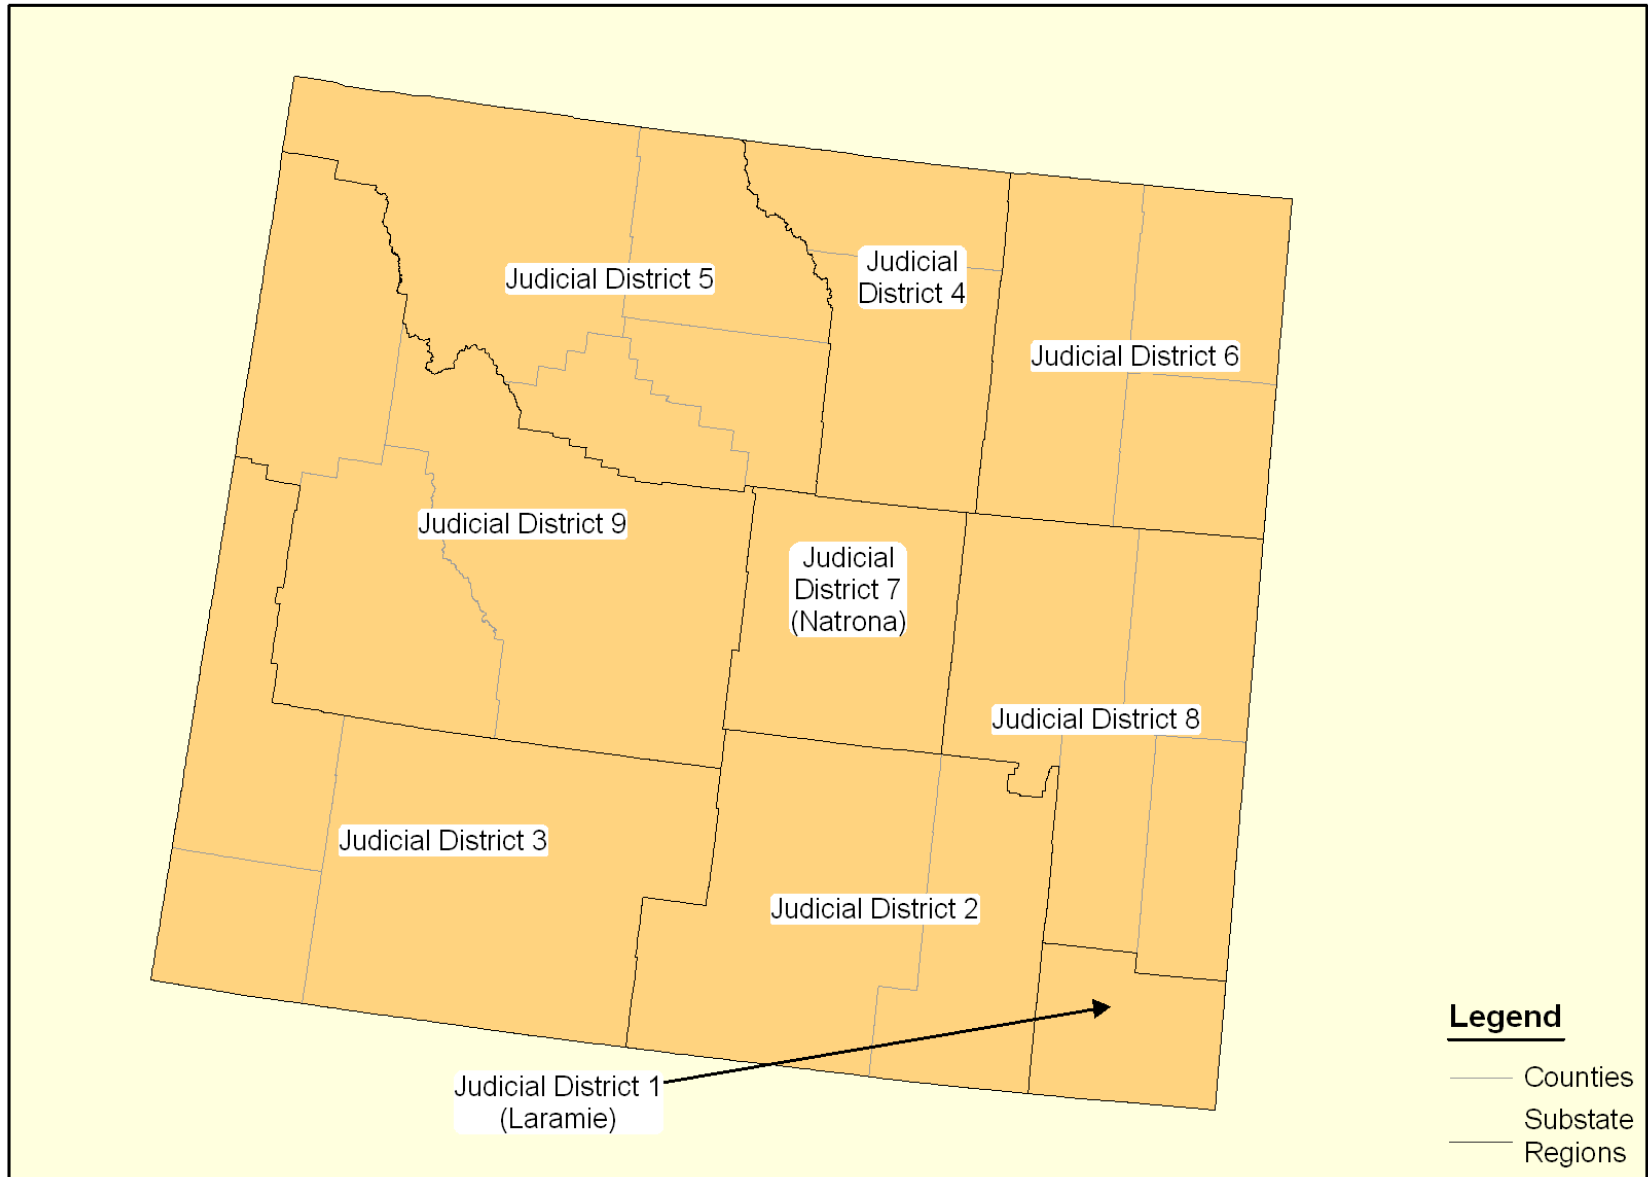 Judicial District 5
Judicial
District 4
Judicial District 6
Judicial District 9
Judicial
District 7
(Natrona)
Judicial District 8
Judicial District 3
Judicial District 2
Judicial District 1
(Laramie)
Legend
Counties
Substate
Regions